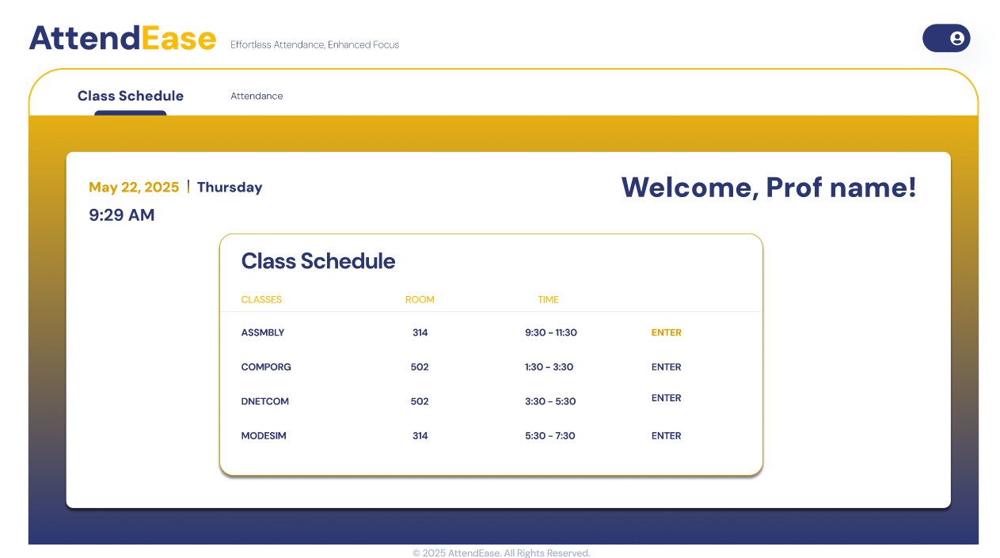 AttendEase Effortless Attendance, Enhanced Focus
Class Schedule Attendance
May 22, 2025 | Thursday
Welcome, Prof name!
9:29 AM
Class Schedule
CLASSES ROOM TIME
ASSMBLY 314 9:30 - 11:30 ENTER
COMPORG 502 1:30 - 3:30 ENTER
DNETCOM 502 3:30 - 5:30 ENTER
MODESIM 314 5:30 - 7:30 ENTER
© 2025 AttendEase. All Rights Reserved.